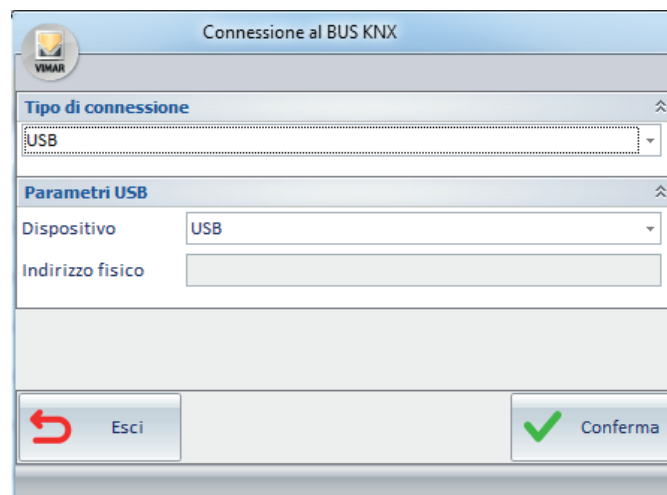 Connessione al BUS KNX
VIMAR
Tipo di connessione
USB
Parametri USB
Dispositivo USB
Indirizzo fisico
Esci Conferma